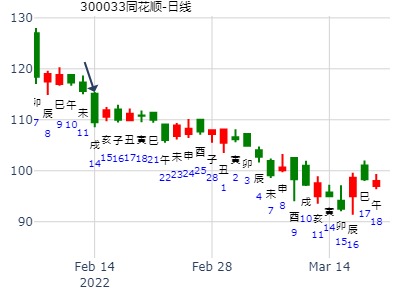 300033同花顺-日线
130
120
110
100
90
卯 辰 巳 午 未 戌 亥 子 丑 寅 巳 午 未 申 酉 子 丑 寅 卯 辰 未 申 酉 戌 亥 寅 卯 辰 巳 午
7 8 9 10 11 14 15 16 17 18 21 22 23 24 25 28 1 2 3 4 7 8 9 10 11 14 15 16 17 18
Feb 14 Feb 28 Mar 14
2022